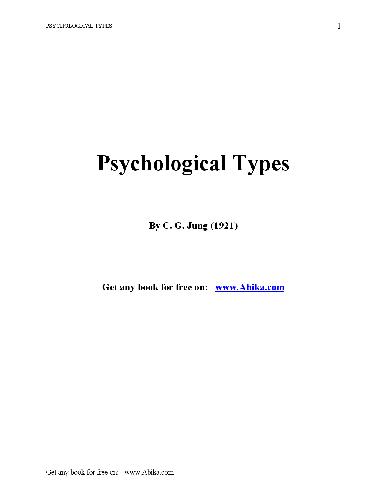 PSYCHOLOGICAL TYPES 1
Psychological Types
By C. G. Jung (1921)
Get any book for free on: www.Abika.com
Get any book for free on: www.Abika.com